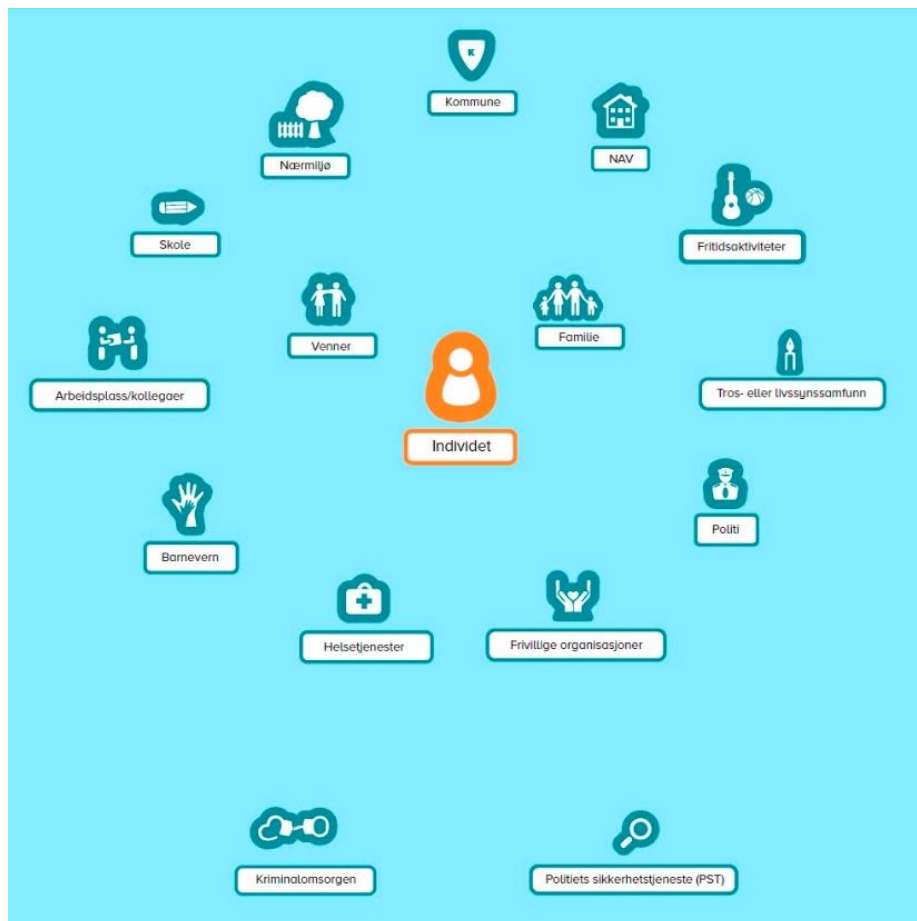 K
Kommune
Nærmiljø
NAV
Skole
Fritidsaktiviteter
Venner
Familie
Arbeidsplass/kollegaer
Tros- eller livssynssamfunn
Individet
Politi
Barnevern
Helsetjenester
Frivillige organisasjoner
Kriminalomsorgen
Politiets sikkerhetstjeneste (PST)